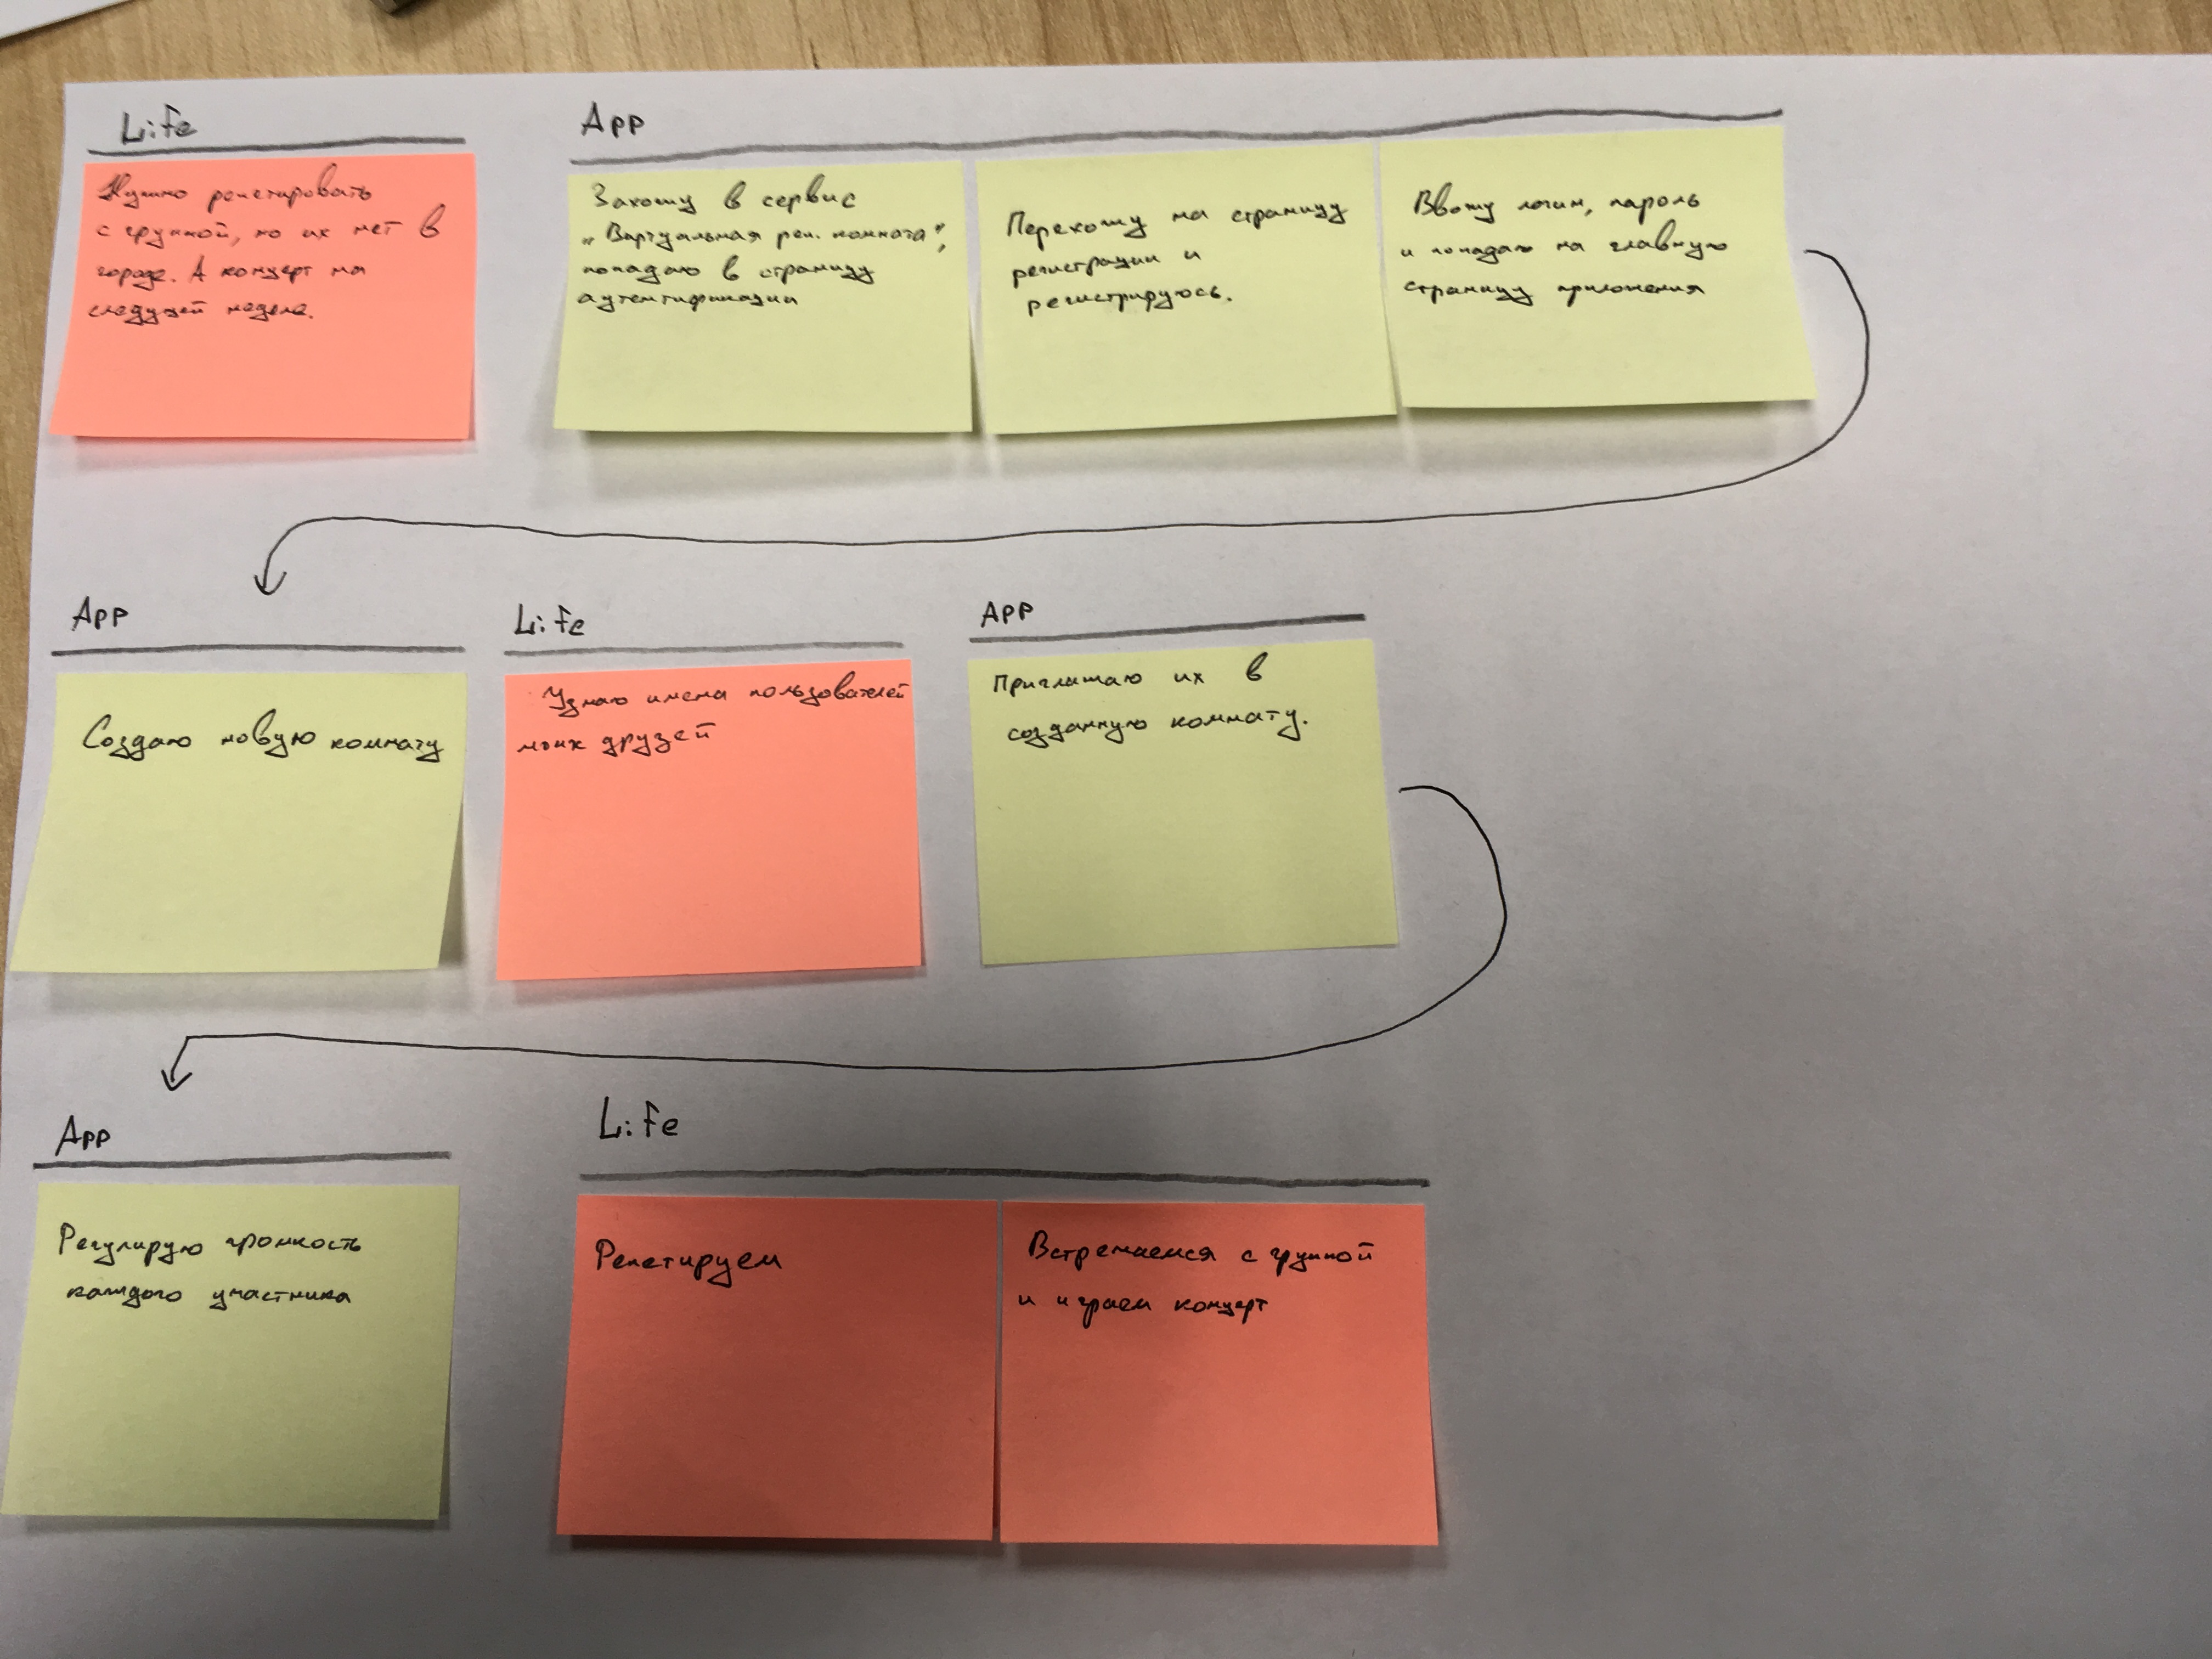 Life
Нужно репетировать
с группой, но их нет в
городе. А концерт на
следущей неделе.
App
Захожу в сервис
"Виртуальная реп. комната",
попадаю в страницу
аутентификации
Перехожу на страницу
регистрации и
регистрируюсь.
Ввожу логин, пароль
и попадаю на главную
страницу приложения
App
Создаю новую комнату
Life
Узнаю имена пользователей
моих друзей
App
Приглашаю их в
созданную комнату.
App
Регулирую громкость
каждого участника
Life
Репетируем
Встречаемся с группой
и играем концерт